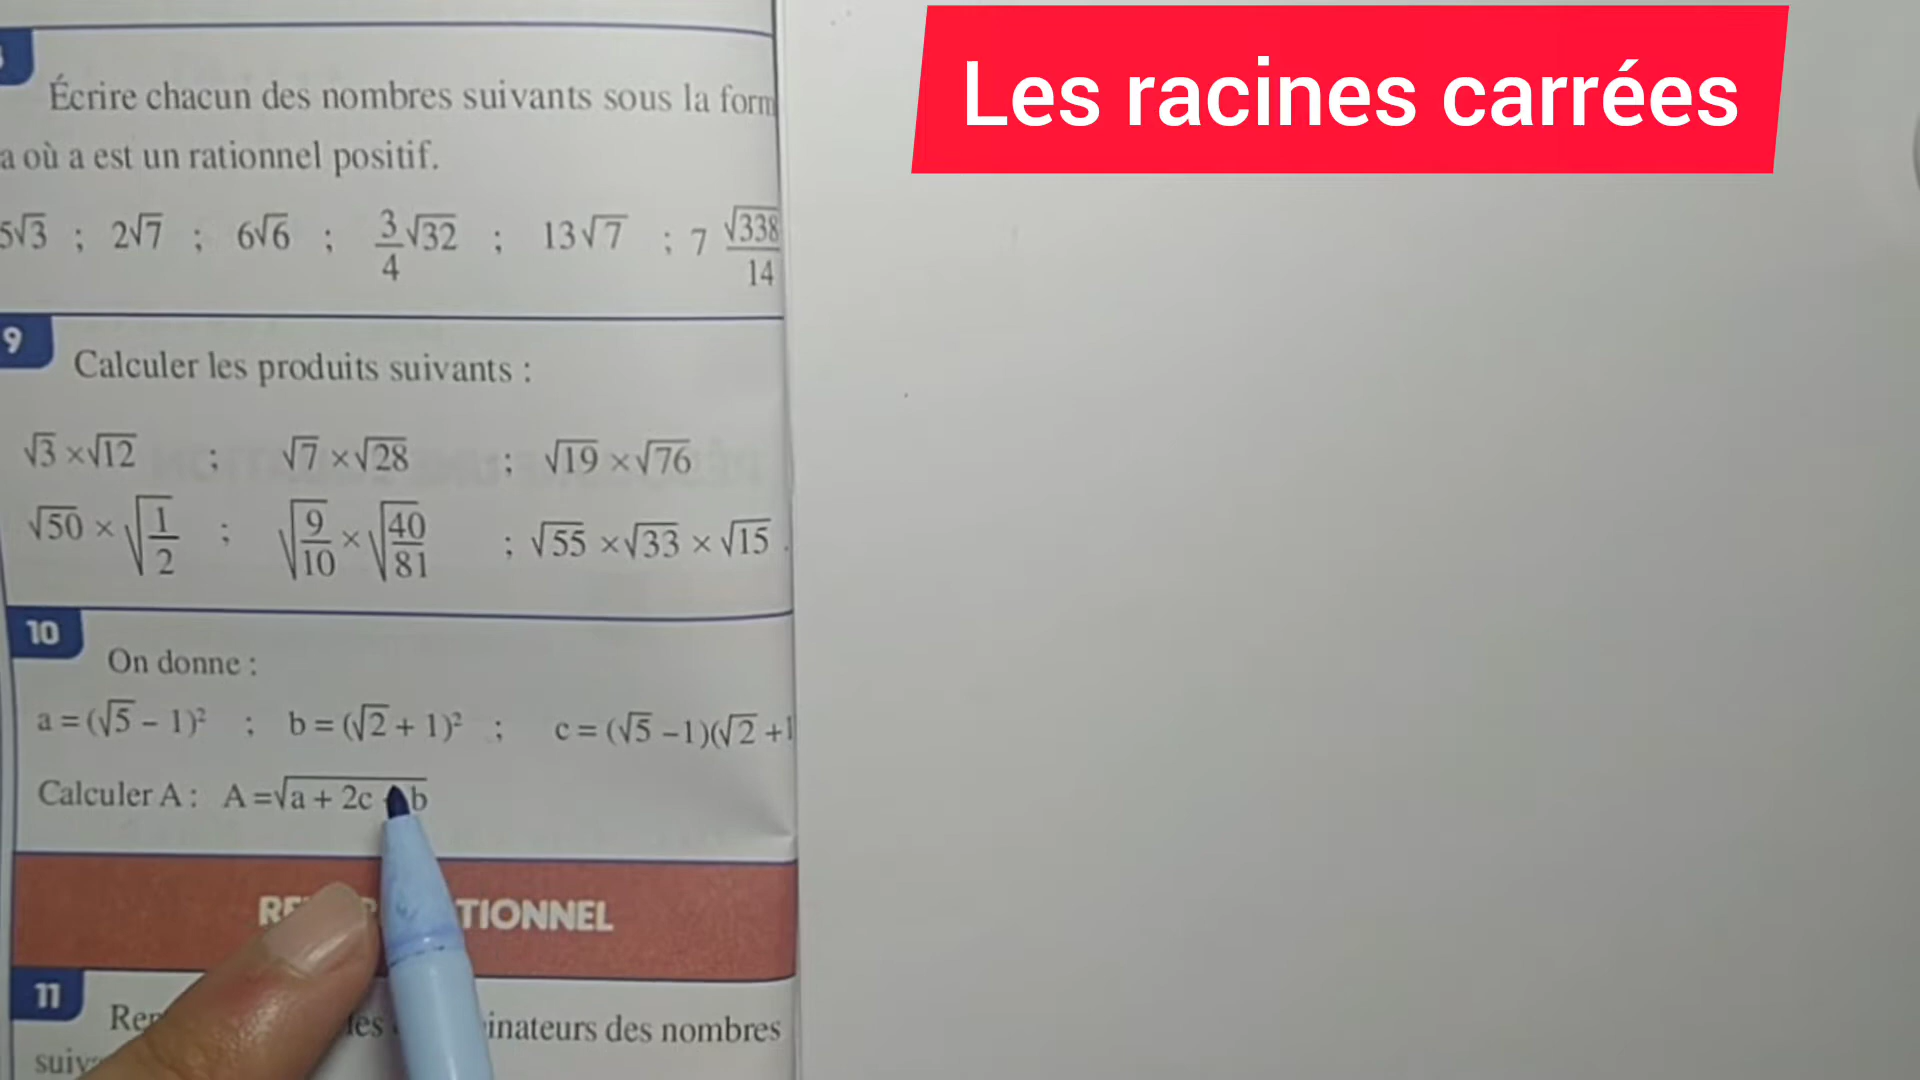 Les racines carrées
Écrire chacun des nombres suivants sous la form
a où a est un rationnel positif.
5√3 ; 2√7 ; 6√6 ; 3/4 √32 ; 13√7 ; 7 √338/14
9
Calculer les produits suivants :
√3 ×√12 ; √7 ×√28 ; √19 ×√76
√50 × √1/2 ; √9/10 × √40/81 ; √55 ×√33 × √15 .
10
On donne :
a = (√5 - 1)² ; b = (√2 + 1)² ; c = (√5 -1)(√2 +1
Calculer A : A =√a + 2c b
TIONNEL
11
inateurs des nombres